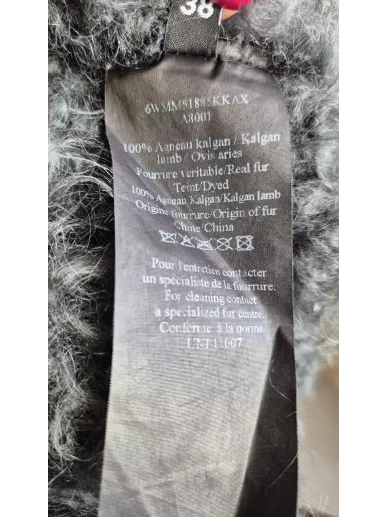 38
A8001
100% Agneau kalgan / Kalgan
lamb / Ovis aries
Fourrure veritable/Real fur
Teint/Dyed
100% Agneau Kalgan/Kalgan lamb
Origine fourrure/Origin of fur
Chine/China
Pour l'entretien contacter
un spécialiste de la fourrure.
For cleaning contact
a specialized fur centre.
Conforme à la norme